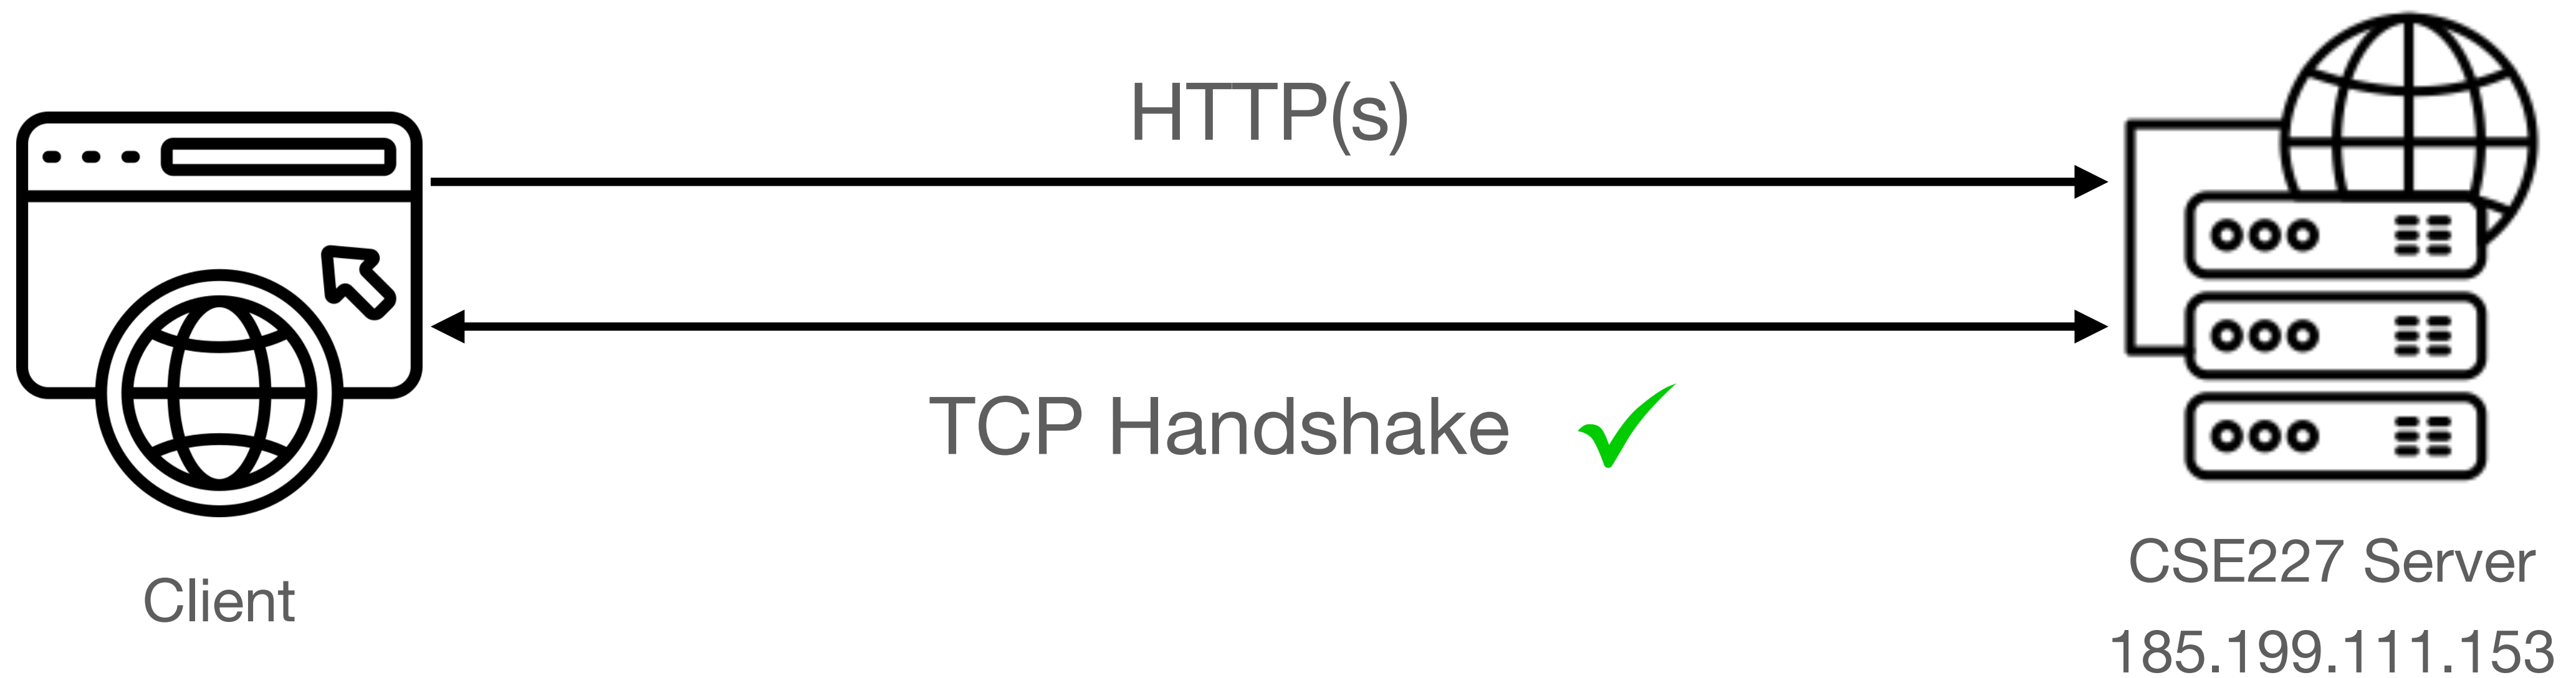 HTTP(s)
TCP Handshake
Client
CSE227 Server
185.199.111.153